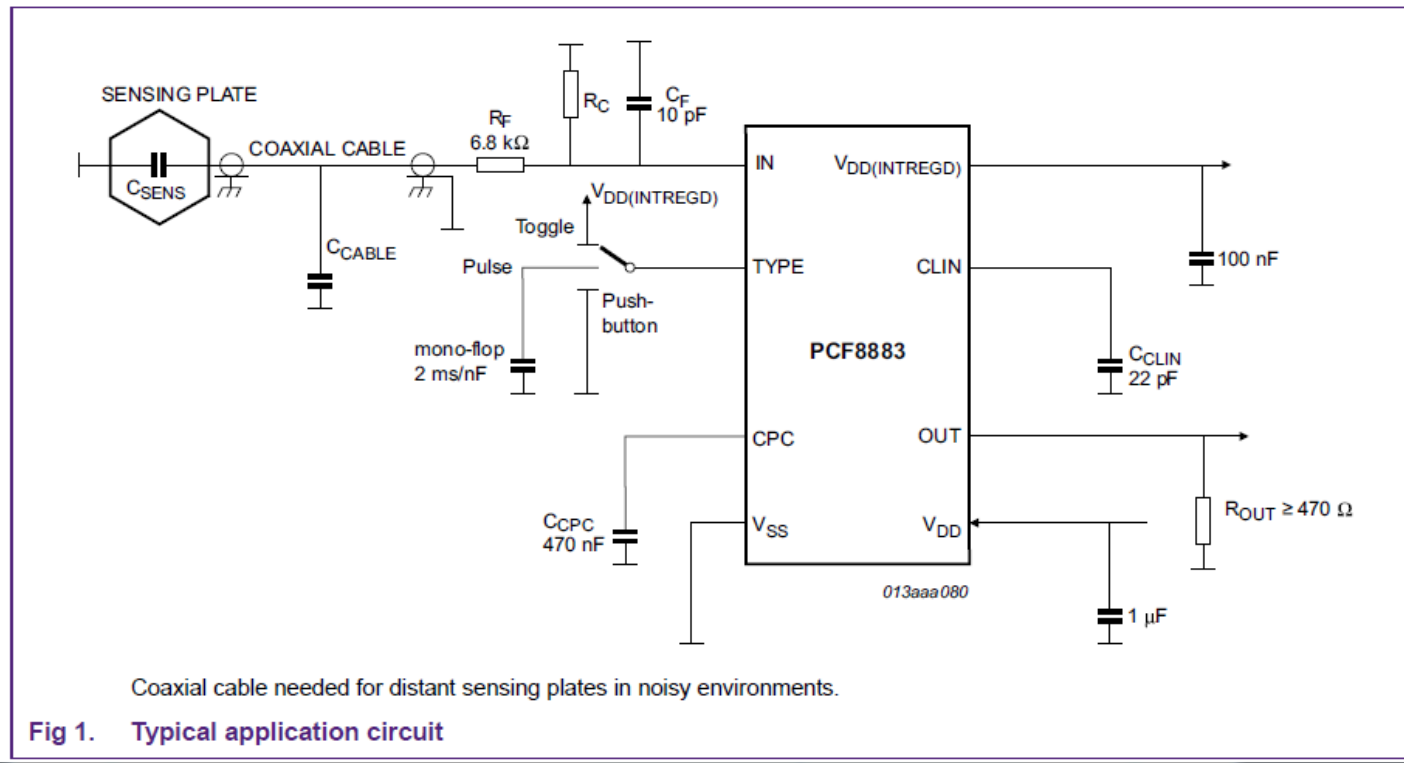 SENSING PLATE
C_SENS
COAXIAL CABLE
C_CABLE
R_F
6.8 kΩ
R_C
C_F
10 pF
V_DD(INTREGD)
Toggle
Pulse
Push-
button
mono-flop
2 ms/nF
C_CPC
470 nF
IN
TYPE
CPC
V_SS
PCF8883
V_DD(INTREGD)
CLIN
OUT
V_DD
100 nF
C_CLIN
22 pF
R_OUT ≥ 470 Ω
1 μF
013aaa080
Coaxial cable needed for distant sensing plates in noisy environments.
Fig 1. Typical application circuit